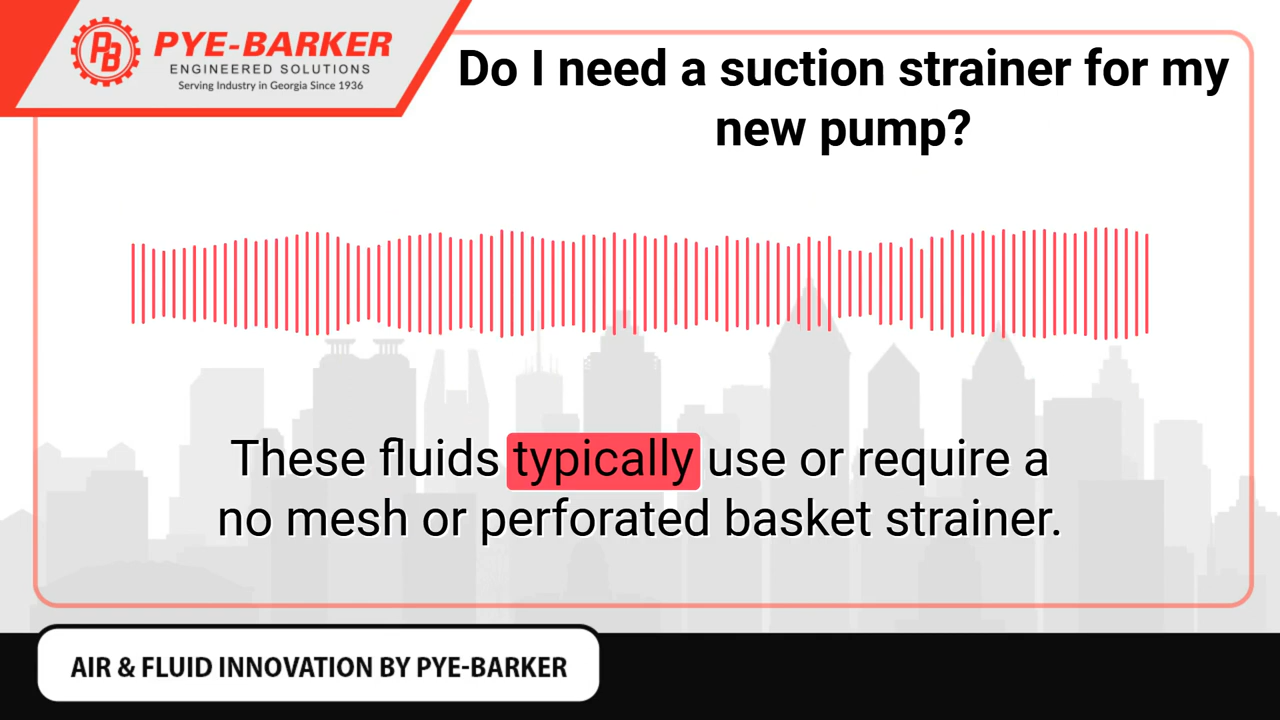 PB
PYE-BARKER
ENGINEERED SOLUTIONS
Serving Industry in Georgia Since 1936
Do I need a suction strainer for my
new pump?
These fluids typically use or require a
no mesh or perforated basket strainer.
AIR & FLUID INNOVATION BY PYE-BARKER